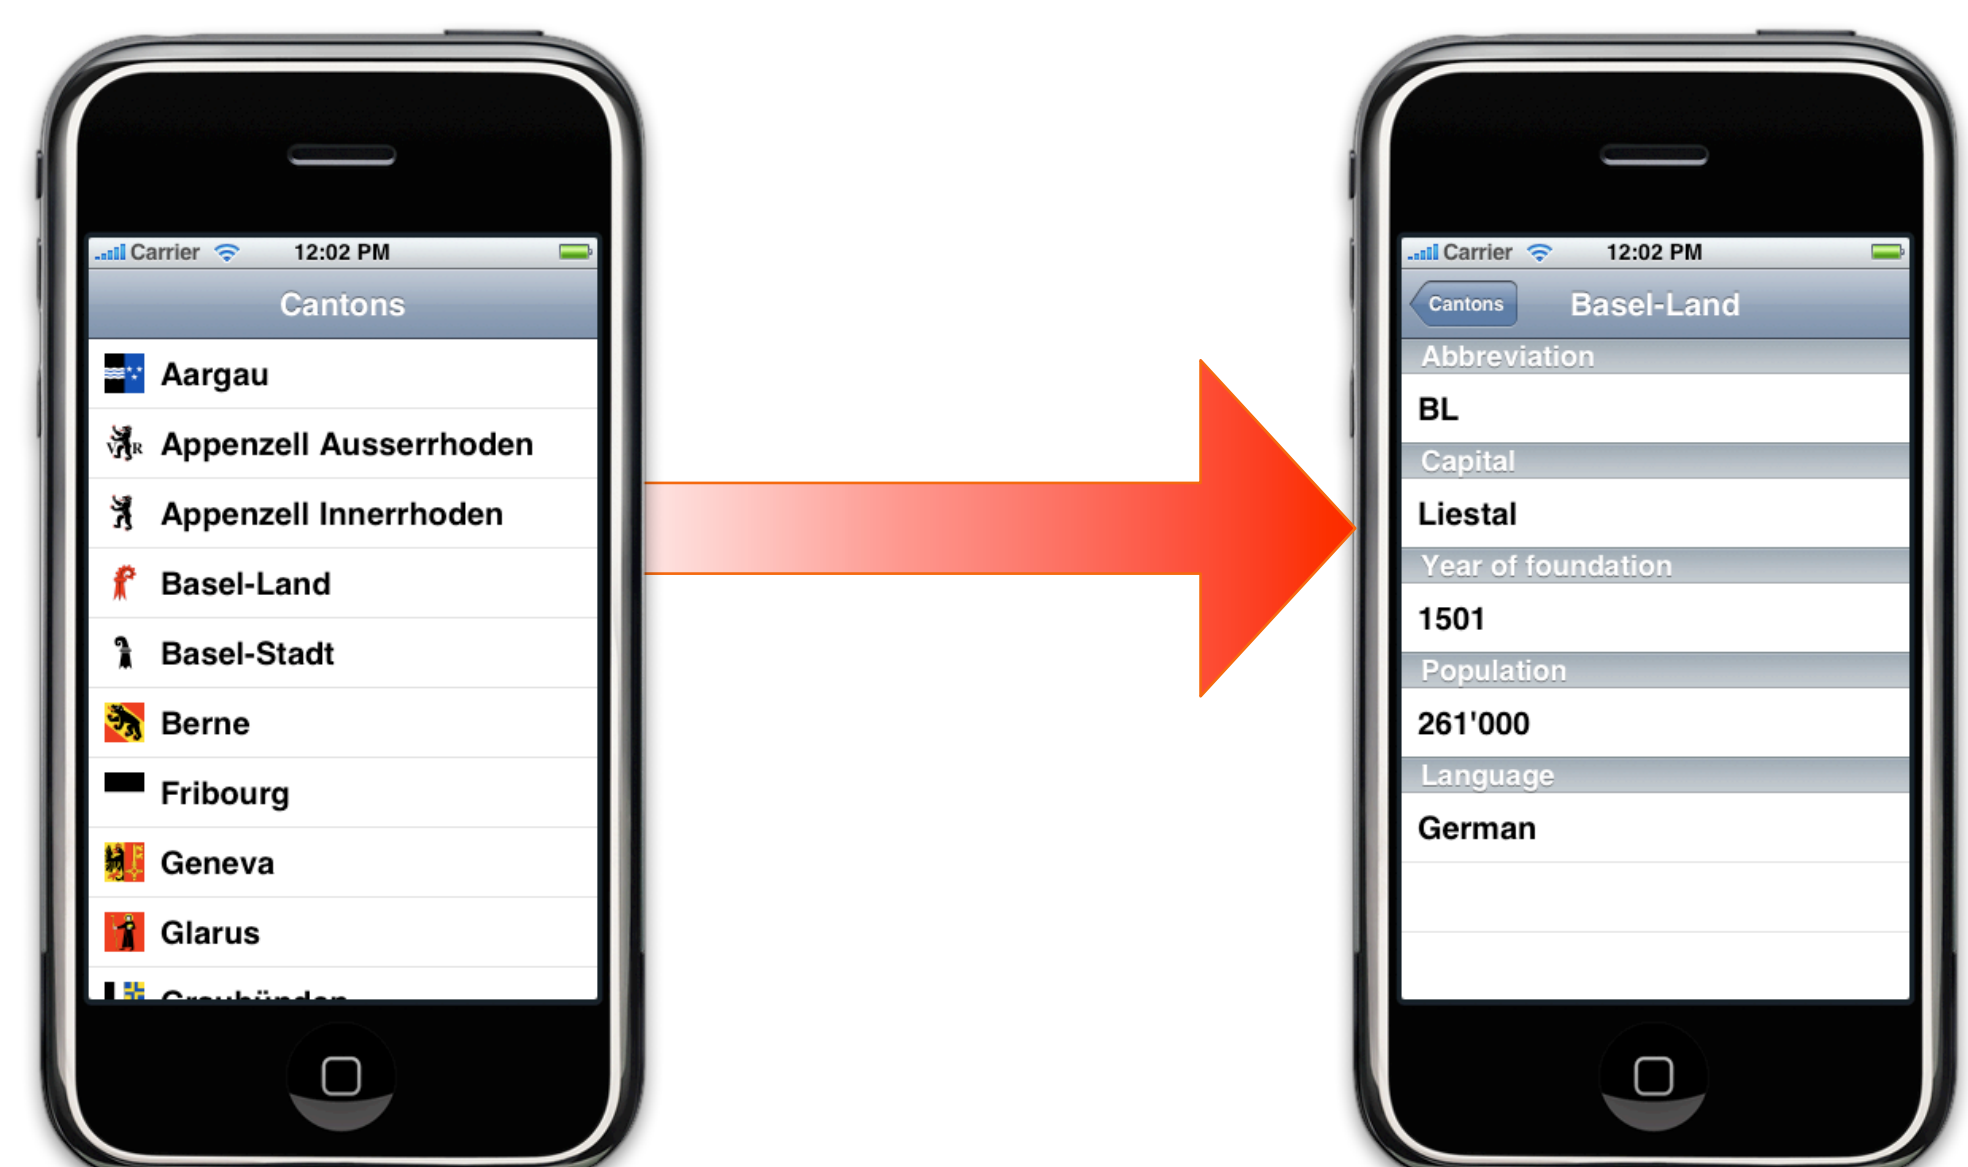 Carrier 12:02 PM
Cantons
Aargau
Appenzell Ausserrhoden
Appenzell Innerrhoden
Basel-Land
Basel-Stadt
Berne
Fribourg
Geneva
Glarus
Graubünden
Carrier 12:02 PM
Cantons Basel-Land
Abbreviation
BL
Capital
Liestal
Year of foundation
1501
Population
261'000
Language
German